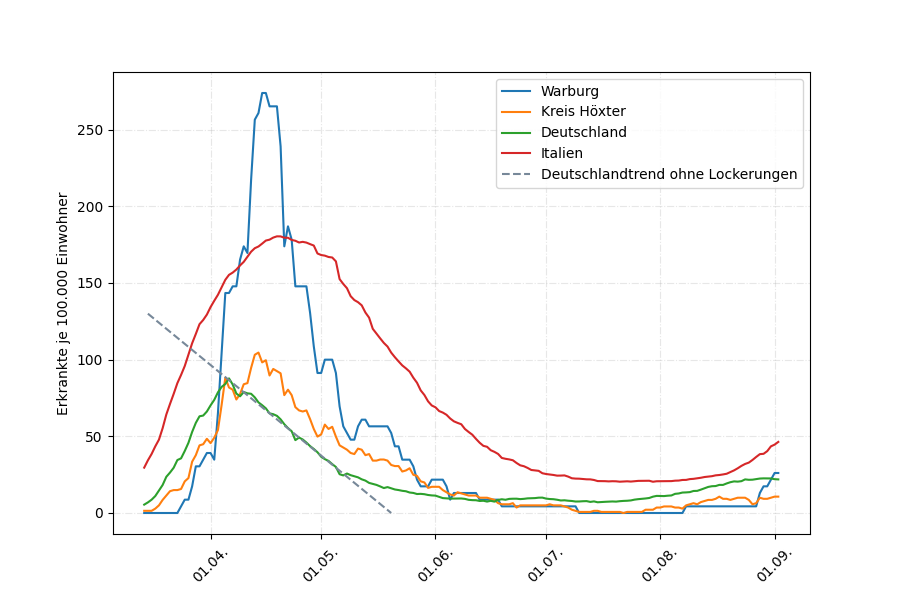 Warburg
Kreis Höxter
Deutschland
Italien
Deutschlandtrend ohne Lockerungen
Erkrankte je 100.000 Einwohner
250
200
150
100
50
0
01.04.
01.05.
01.06.
01.07.
01.08.
01.09.